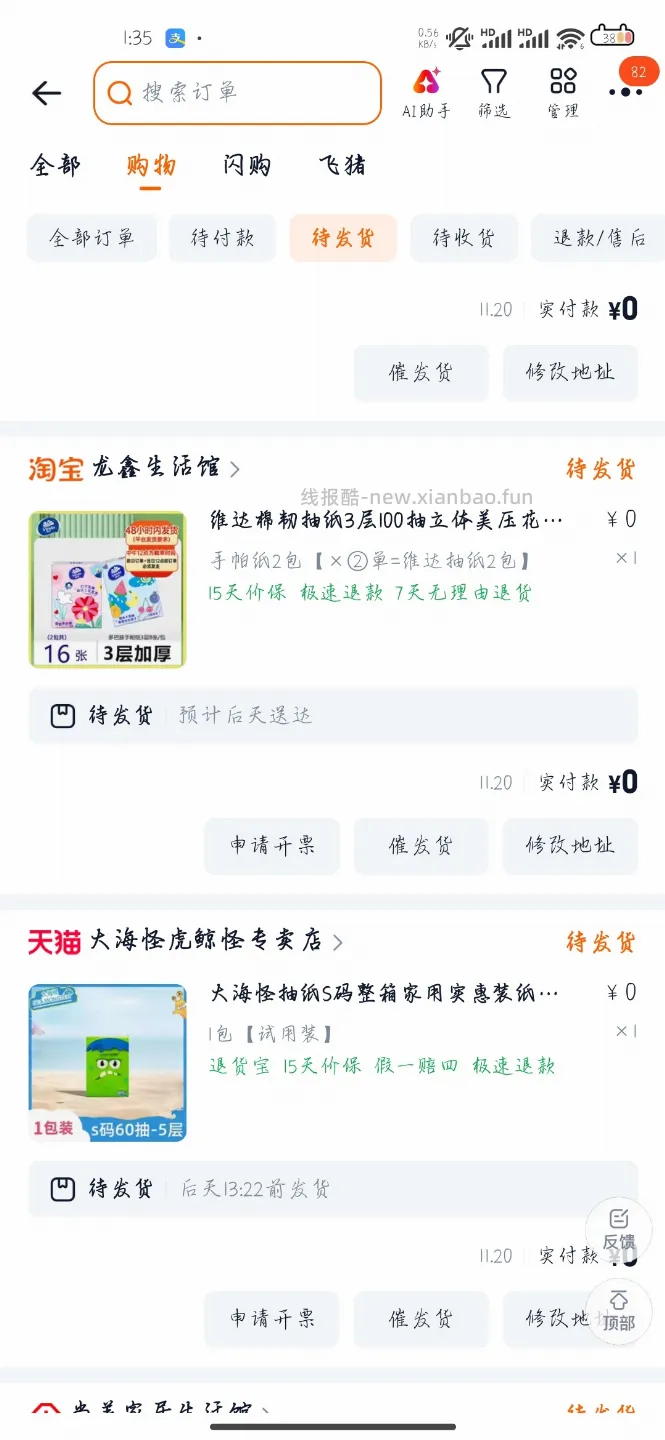 1:35
0.56 KB/s
HD HD 6 38
搜索订单
AI助手 筛选 管理 82
全部 购物 闪购 飞猪
全部订单 待付款 待发货 待收货 退款/售后
11.20 实付款 ¥0
催发货 修改地址
淘宝 龙鑫生活馆 待发货
线报酷-new.xianbao.fun
维达棉韧抽纸3层100抽立体美压花… ¥0
手帕纸2包【×②单=维达抽纸2包】 ×1
15天价保 极速退款 7天无理由退货
48小时内发货
(2包共)
16张 3层加厚
待发货 预计后天送达
11.20 实付款 ¥0
申请开票 催发货 修改地址
天猫 大海怪虎鲸怪专卖店 待发货
大海怪抽纸S码整箱家用实惠装纸… ¥0
1包【试用装】 ×1
退货宝 15天价保 假一赔四 极速退款
1包装 s码60抽-5层
待发货 后天13:22前发货
反馈
11.20 实付款 ¥0
申请开票 催发货 修改地址
顶部